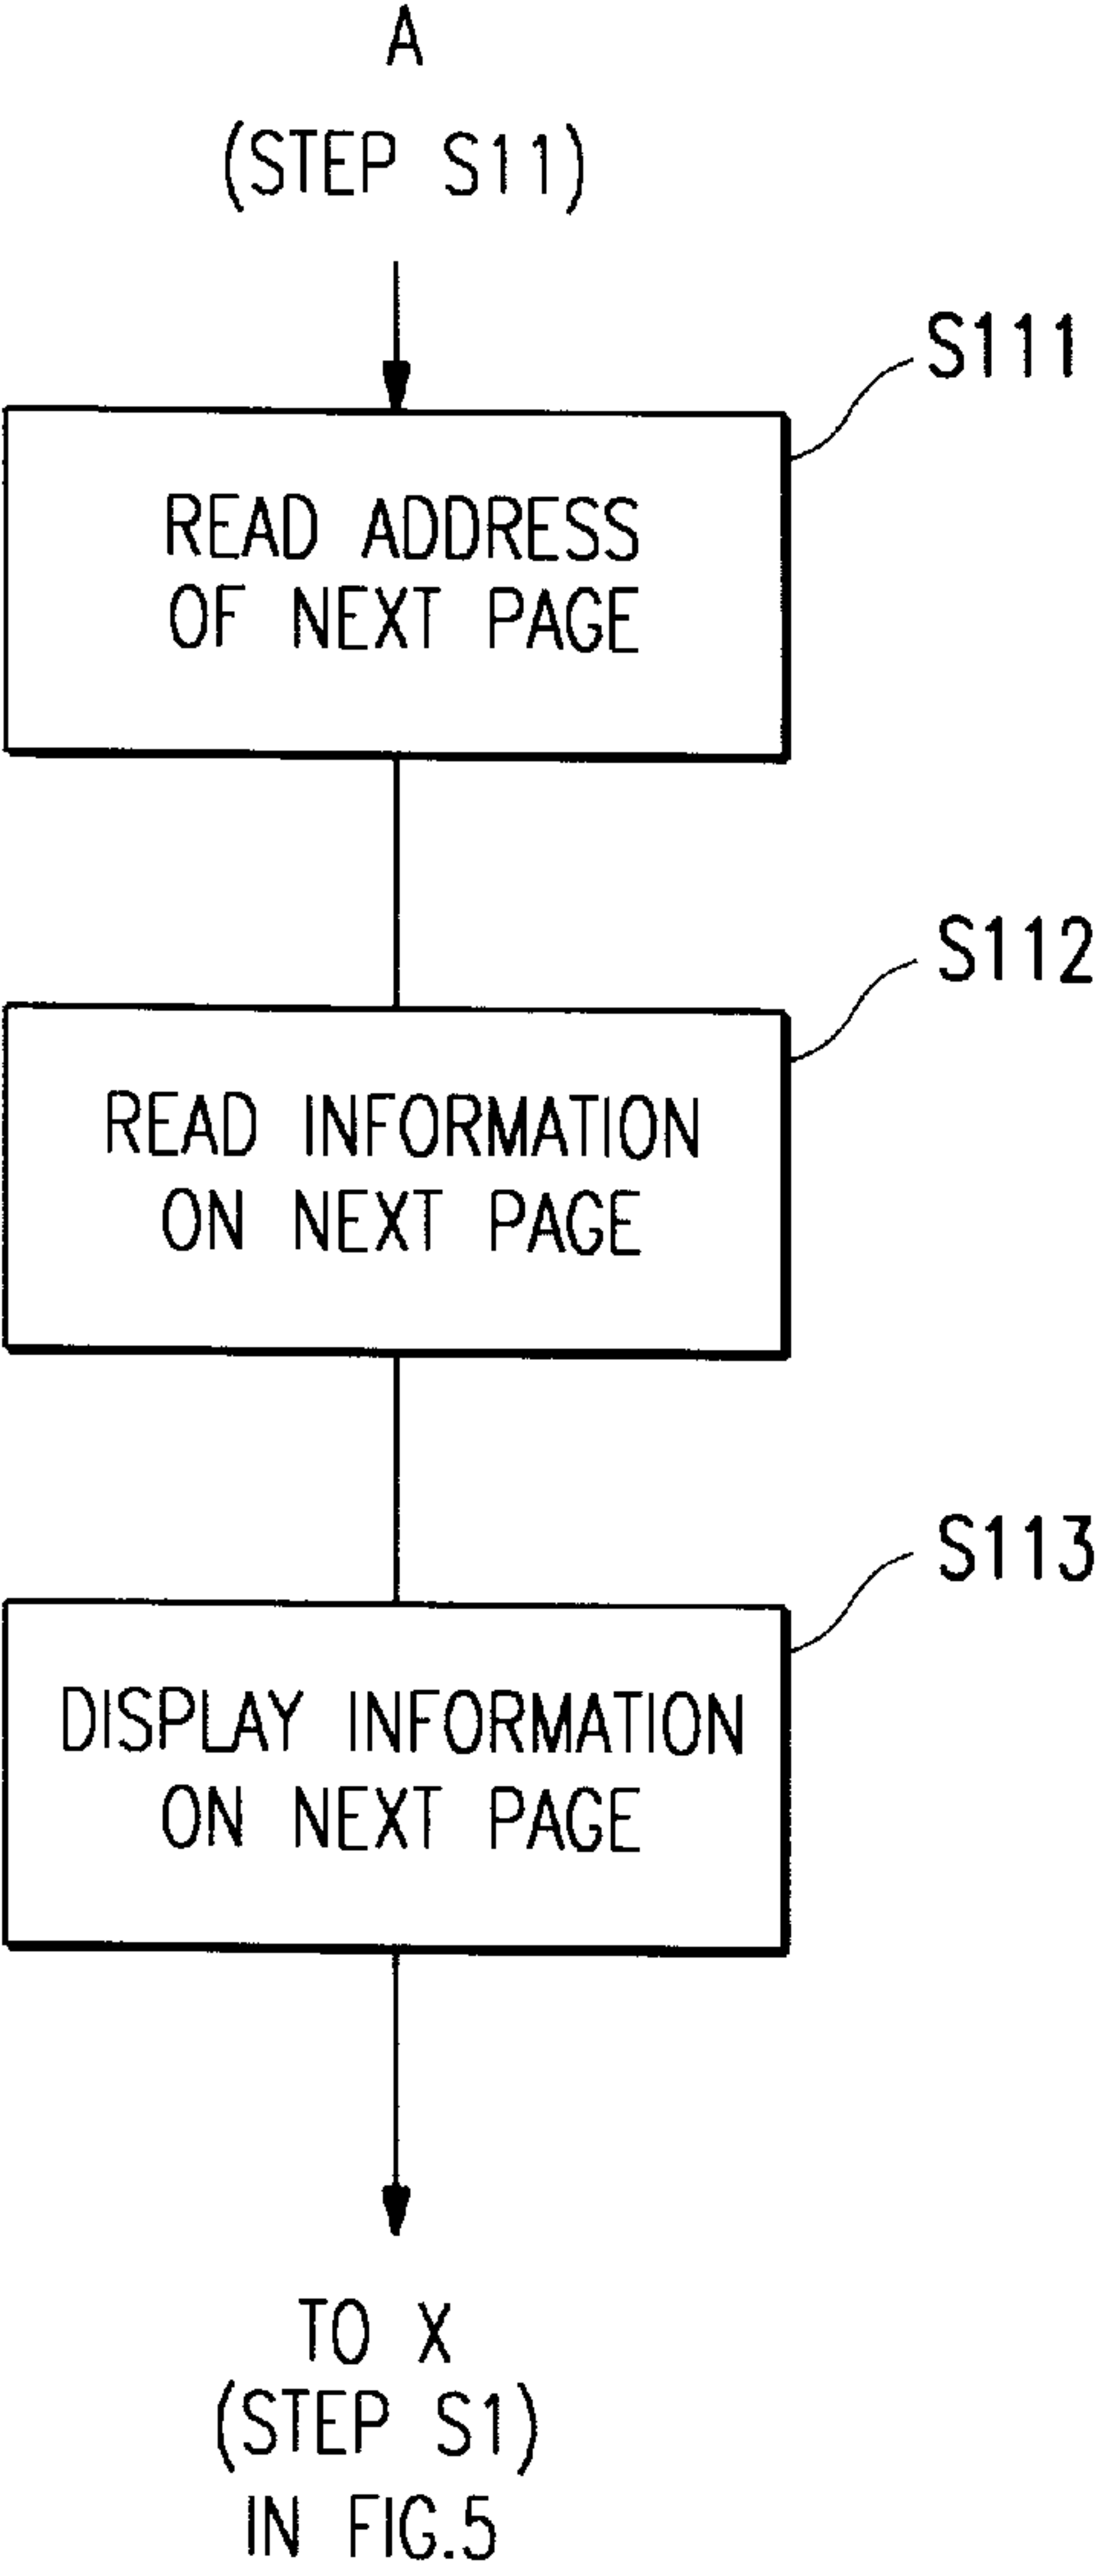 A
(STEP S11)
S111
READ ADDRESS
OF NEXT PAGE
S112
READ INFORMATION
ON NEXT PAGE
S113
DISPLAY INFORMATION
ON NEXT PAGE
TO X
(STEP S1)
IN FIG.5